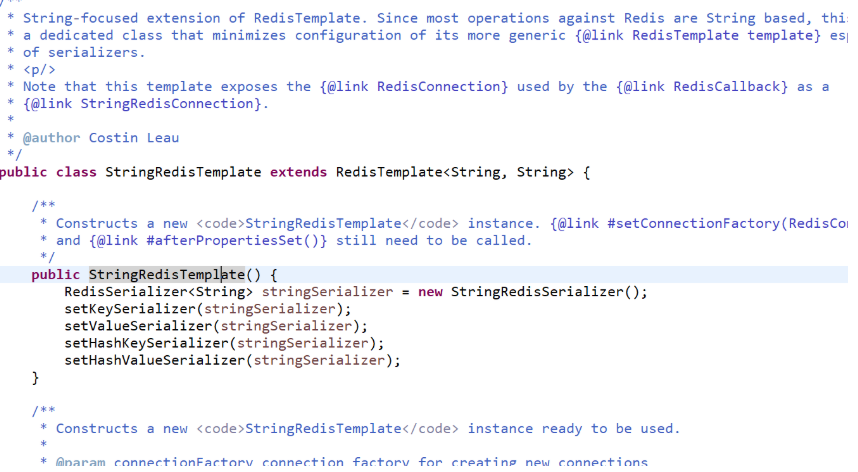 /**
* String-focused extension of RedisTemplate. Since most operations against Redis are String based, this
* a dedicated class that minimizes configuration of its more generic {@link RedisTemplate template} esp
* of serializers.
* <p/>
* Note that this template exposes the {@link RedisConnection} used by the {@link RedisCallback} as a
* {@link StringRedisConnection}.
*
* @author Costin Leau
*/
public class StringRedisTemplate extends RedisTemplate<String, String> {
/**
* Constructs a new <code>StringRedisTemplate</code> instance. {@link #setConnectionFactory(RedisCon
* and {@link #afterPropertiesSet()} still need to be called.
*/
public StringRedisTemplate() {
RedisSerializer<String> stringSerializer = new StringRedisSerializer();
setKeySerializer(stringSerializer);
setValueSerializer(stringSerializer);
setHashKeySerializer(stringSerializer);
setHashValueSerializer(stringSerializer);
}
/**
* Constructs a new <code>StringRedisTemplate</code> instance ready to be used.
*
* @param connectionFactory connection factory for creating new connections